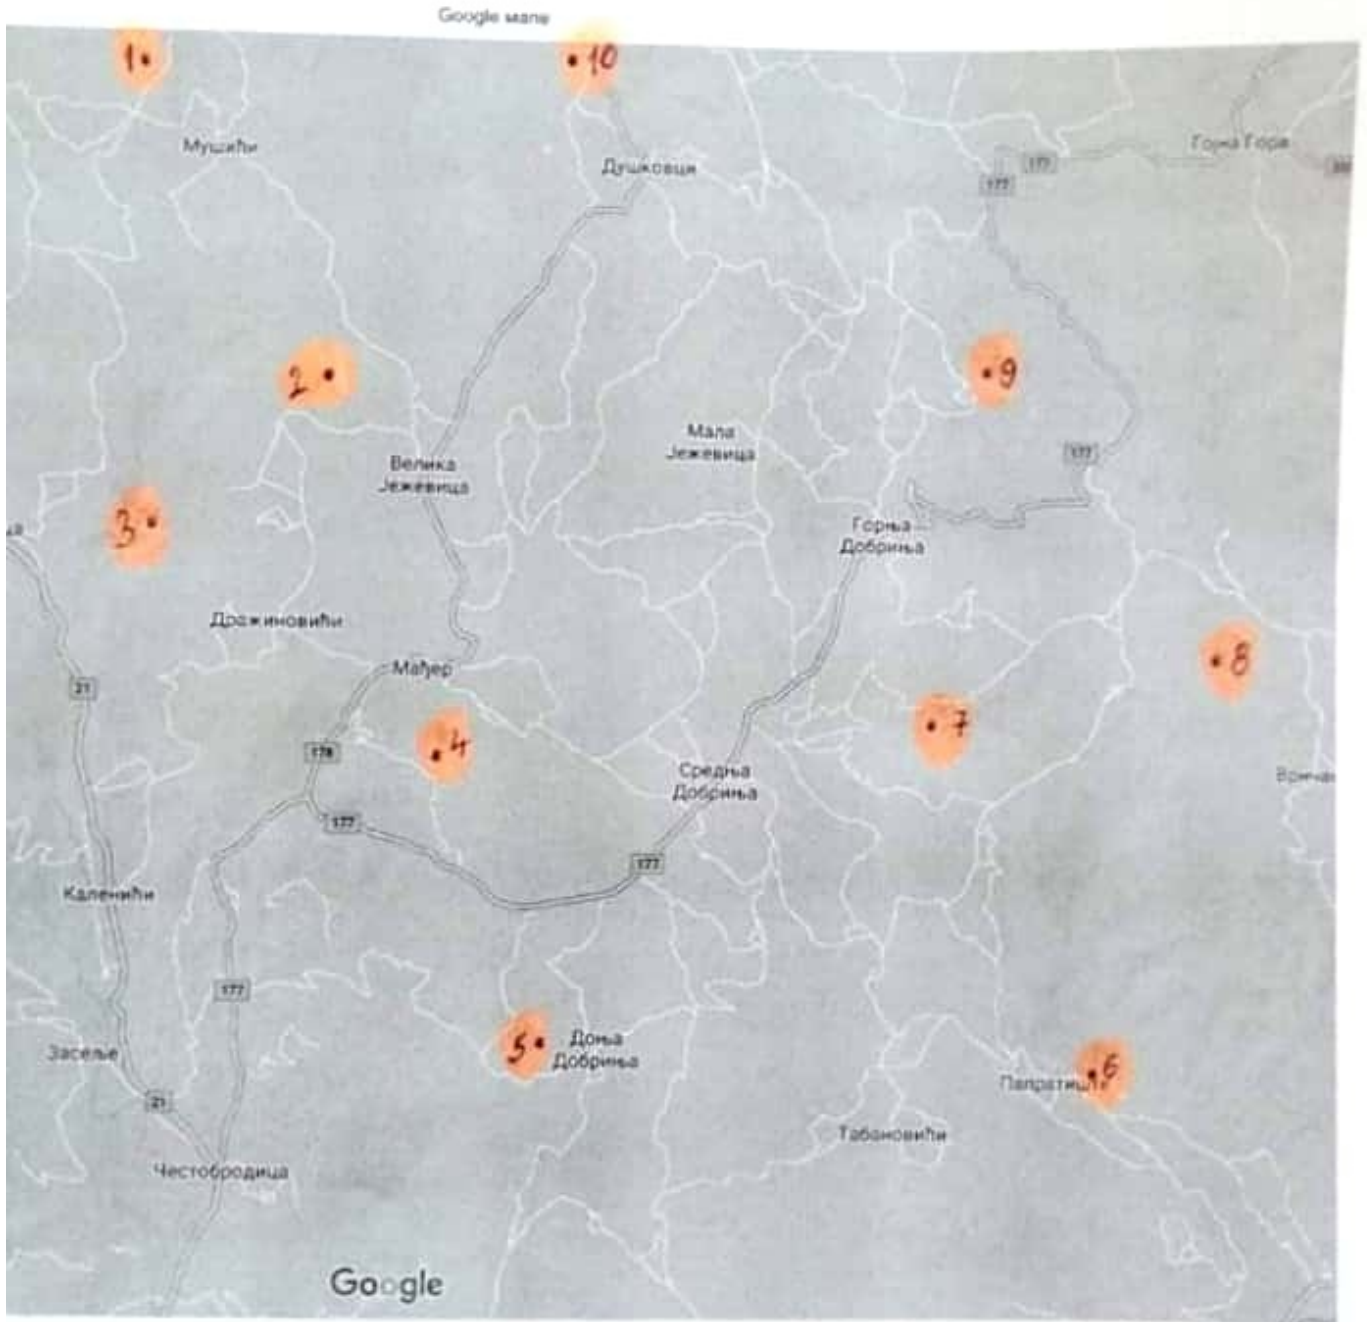 Google мапе
1
10
Мушићи
Душковци
Горња Гора
177
177
2
9
Мала
Јежевица
177
Велика
Јежевица
3
Горња
Добриња
Дражиновићи
Мађер
8
21
7
4
178
Средња
Добриња
177
177
Каленићи
177
5
Доња
Добриња
Засеље
6
Папратиште
21
Табановићи
Честобродица
Google